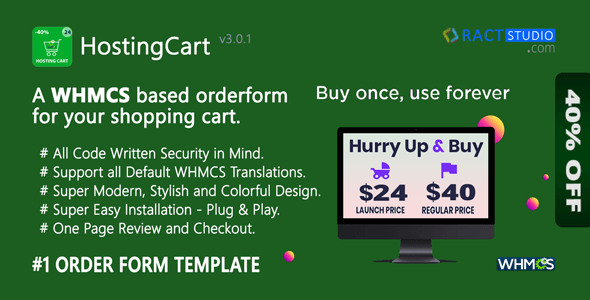 -40% 24
HOSTING CART
HostingCart v3.0.1
RACTSTUDIO
.com
A WHMCS based orderform
for your shopping cart.
# All Code Written Security in Mind.
# Support all Default WHMCS Translations.
# Super Modern, Stylish and Colorful Design.
# Super Easy Installation - Plug & Play.
# One Page Review and Checkout.
#1 ORDER FORM TEMPLATE
Buy once, use forever
Hurry Up & Buy
$24 $40
LAUNCH PRICE REGULAR PRICE
40% OFF
WHMCS